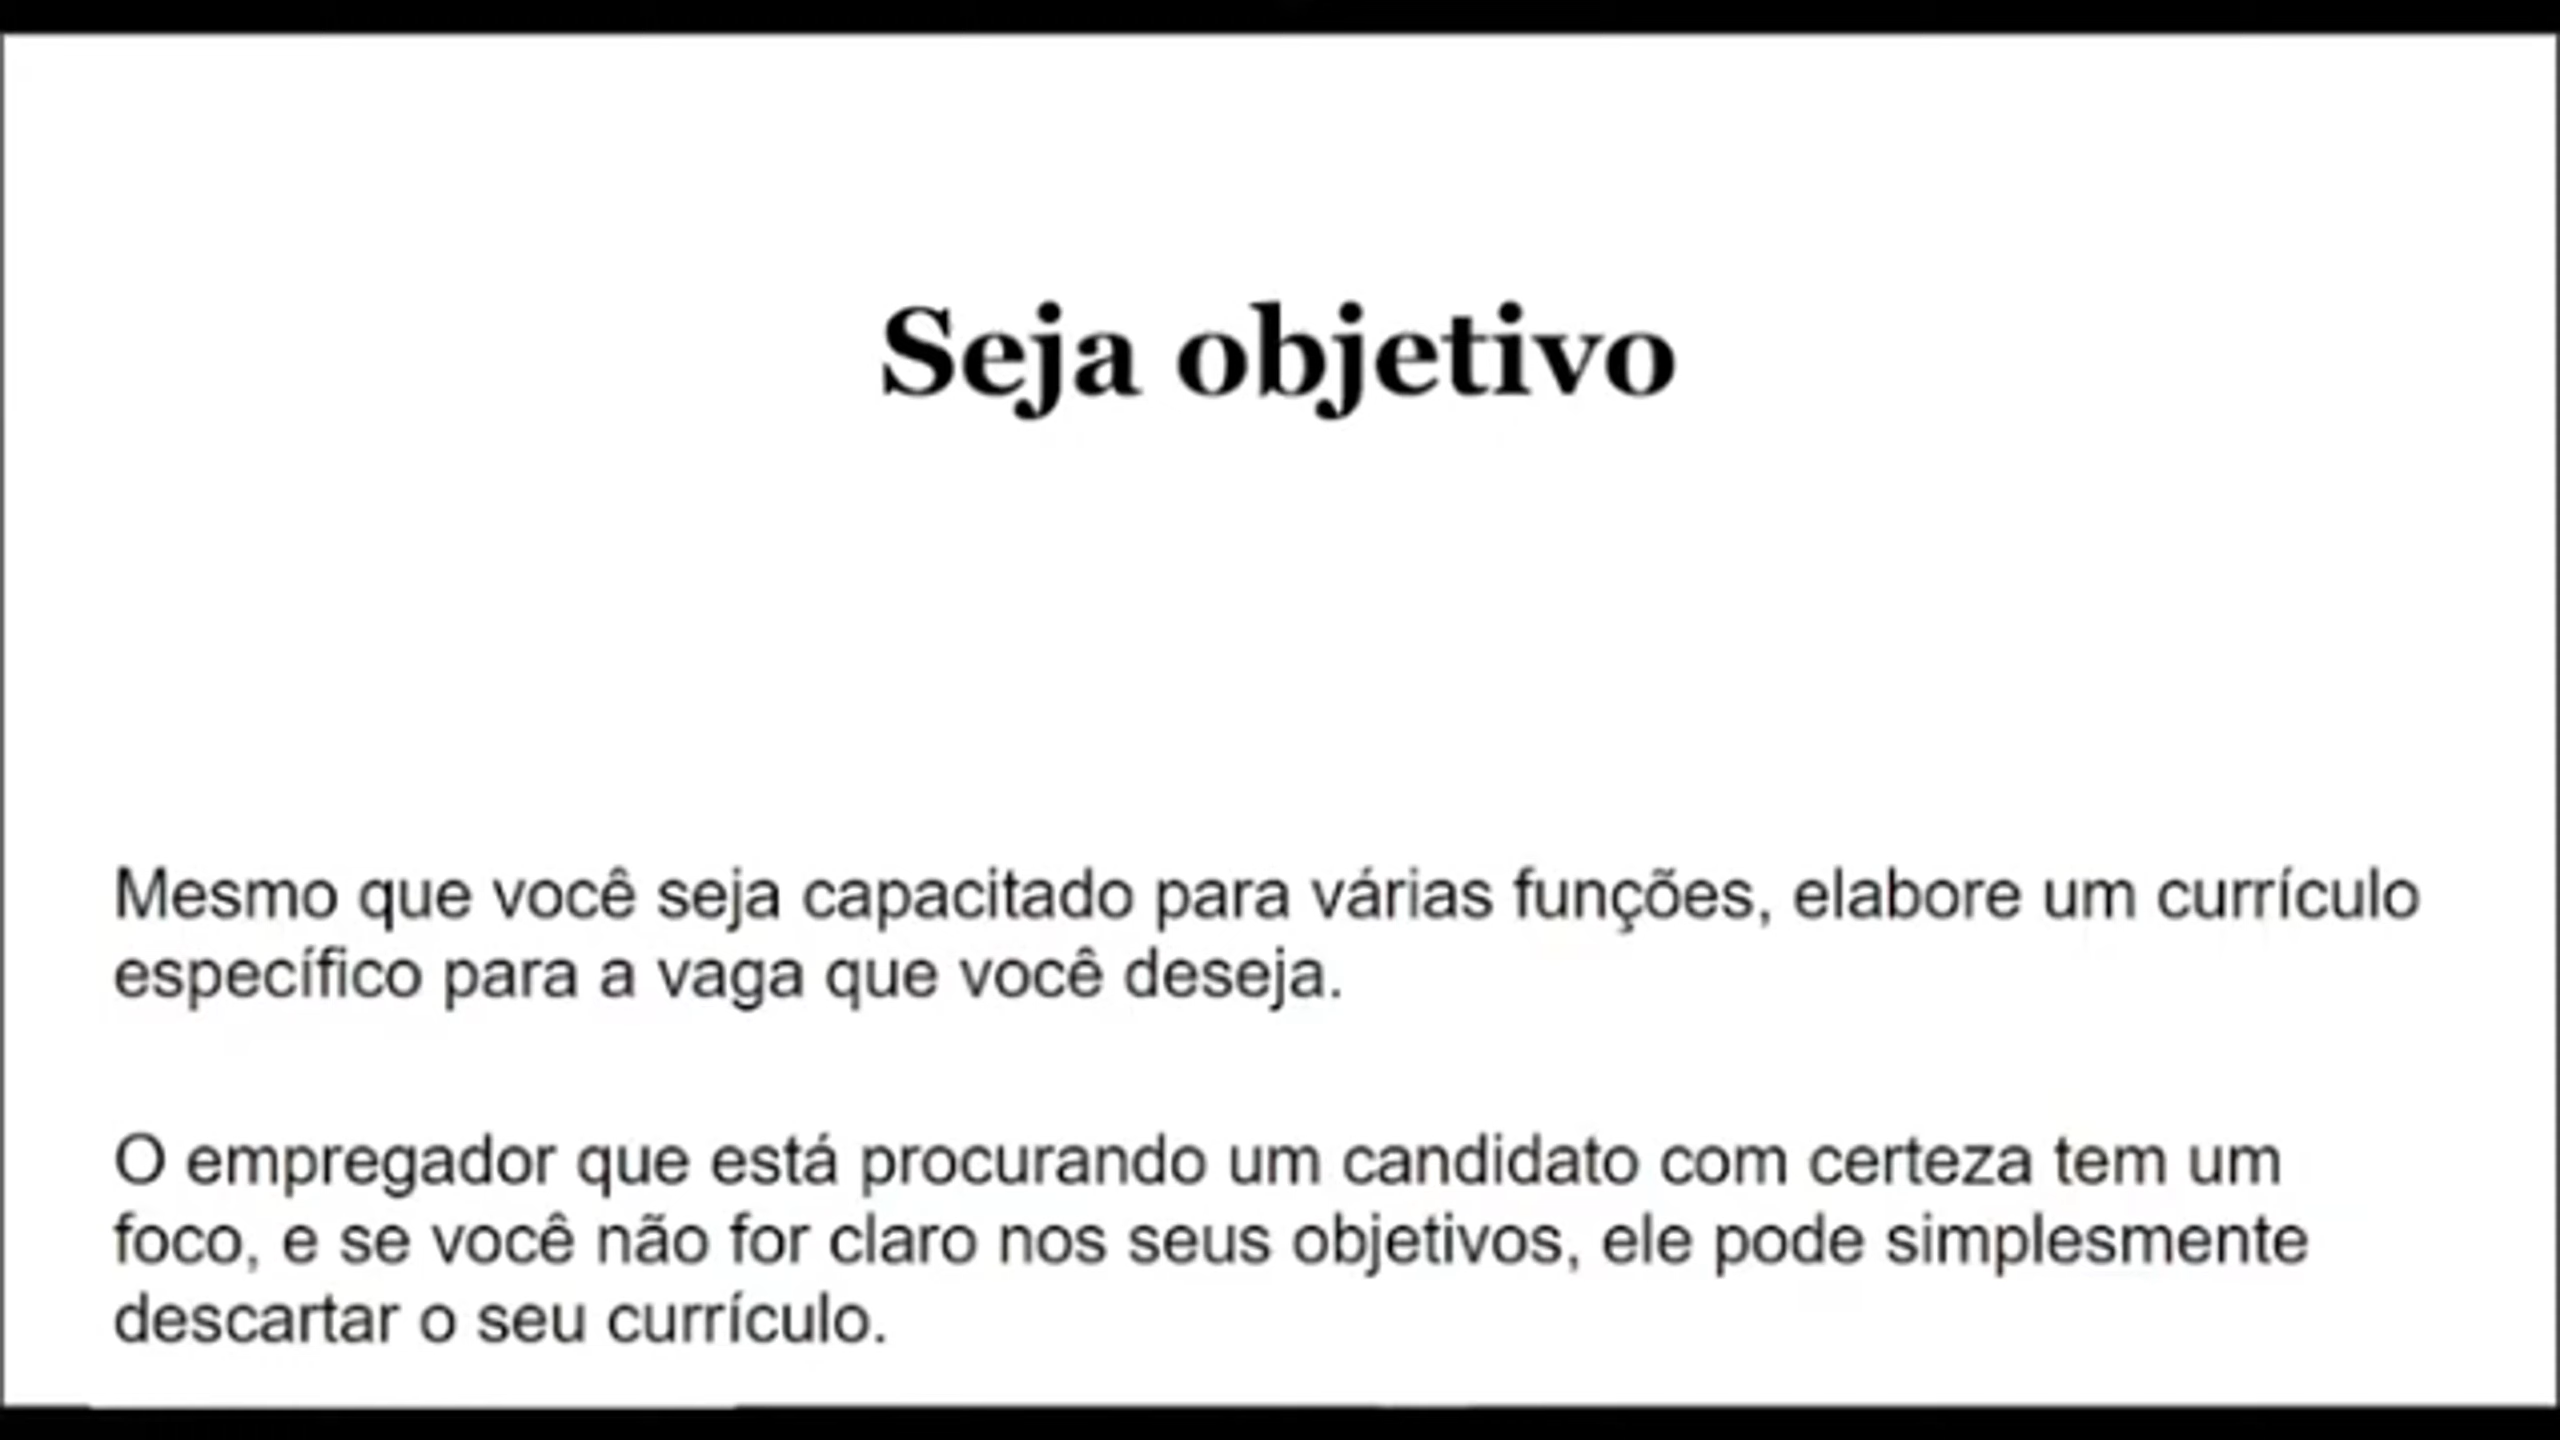 Seja objetivo
Mesmo que você seja capacitado para várias funções, elabore um currículo
específico para a vaga que você deseja.
O empregador que está procurando um candidato com certeza tem um
foco, e se você não for claro nos seus objetivos, ele pode simplesmente
descartar o seu currículo.